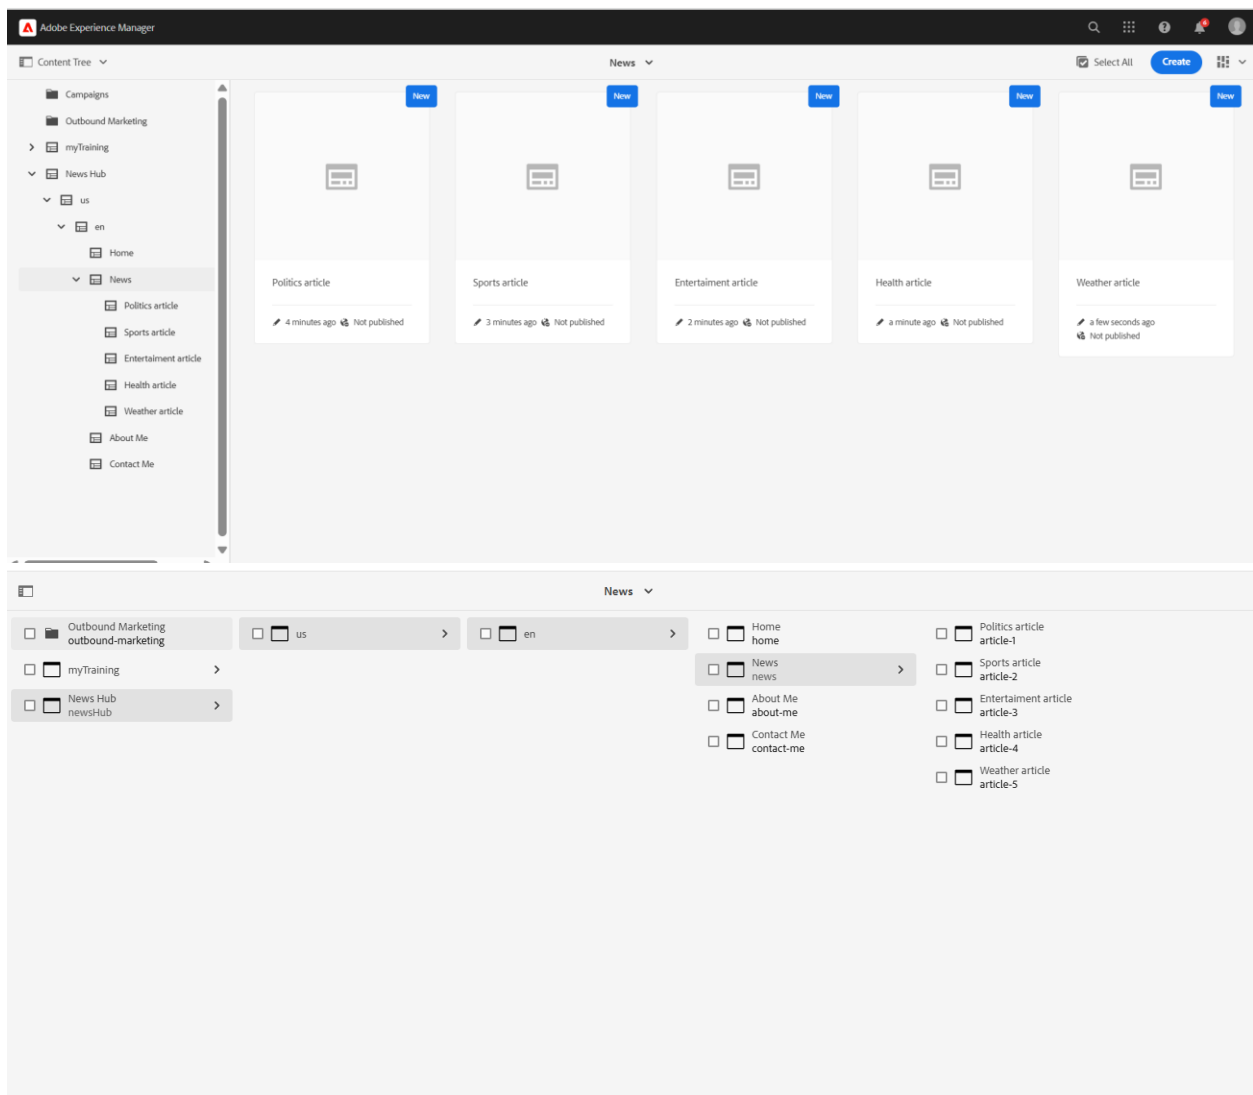 Adobe Experience Manager
Content Tree
News
Select All
Create
Campaigns
Outbound Marketing
myTraining
News Hub
us
en
Home
News
Politics article
Sports article
Entertaiment article
Health article
Weather article
About Me
Contact Me
New
New
New
New
New
Politics article
Sports article
Entertaiment article
Health article
Weather article
4 minutes ago Not published
3 minutes ago Not published
2 minutes ago Not published
a minute ago Not published
a few seconds ago
Not published
News
Outbound Marketing
outbound-marketing
myTraining
News Hub
newsHub
us
en
Home
home
News
news
About Me
about-me
Contact Me
contact-me
Politics article
article-1
Sports article
article-2
Entertaiment article
article-3
Health article
article-4
Weather article
article-5